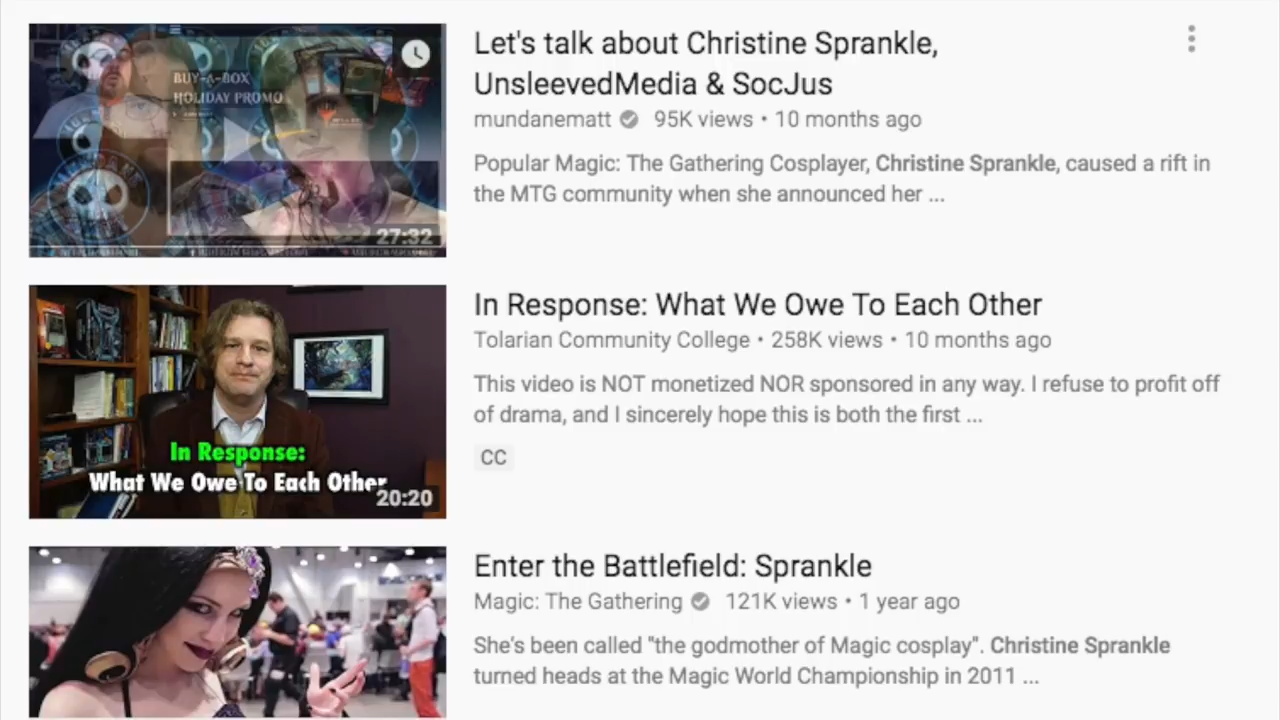 Let's talk about Christine Sprankle,
UnsleevedMedia & SocJus
mundanematt 95K views • 10 months ago
Popular Magic: The Gathering Cosplayer, Christine Sprankle, caused a rift in
the MTG community when she announced her ...
BUY-A-BOX
HOLIDAY PROMO
27:32
In Response: What We Owe To Each Other
Tolarian Community College • 258K views • 10 months ago
This video is NOT monetized NOR sponsored in any way. I refuse to profit off
of drama, and I sincerely hope this is both the first ...
CC
In Response:
What We Owe To Each Other
20:20
Enter the Battlefield: Sprankle
Magic: The Gathering 121K views • 1 year ago
She's been called "the godmother of Magic cosplay". Christine Sprankle
turned heads at the Magic World Championship in 2011 ...